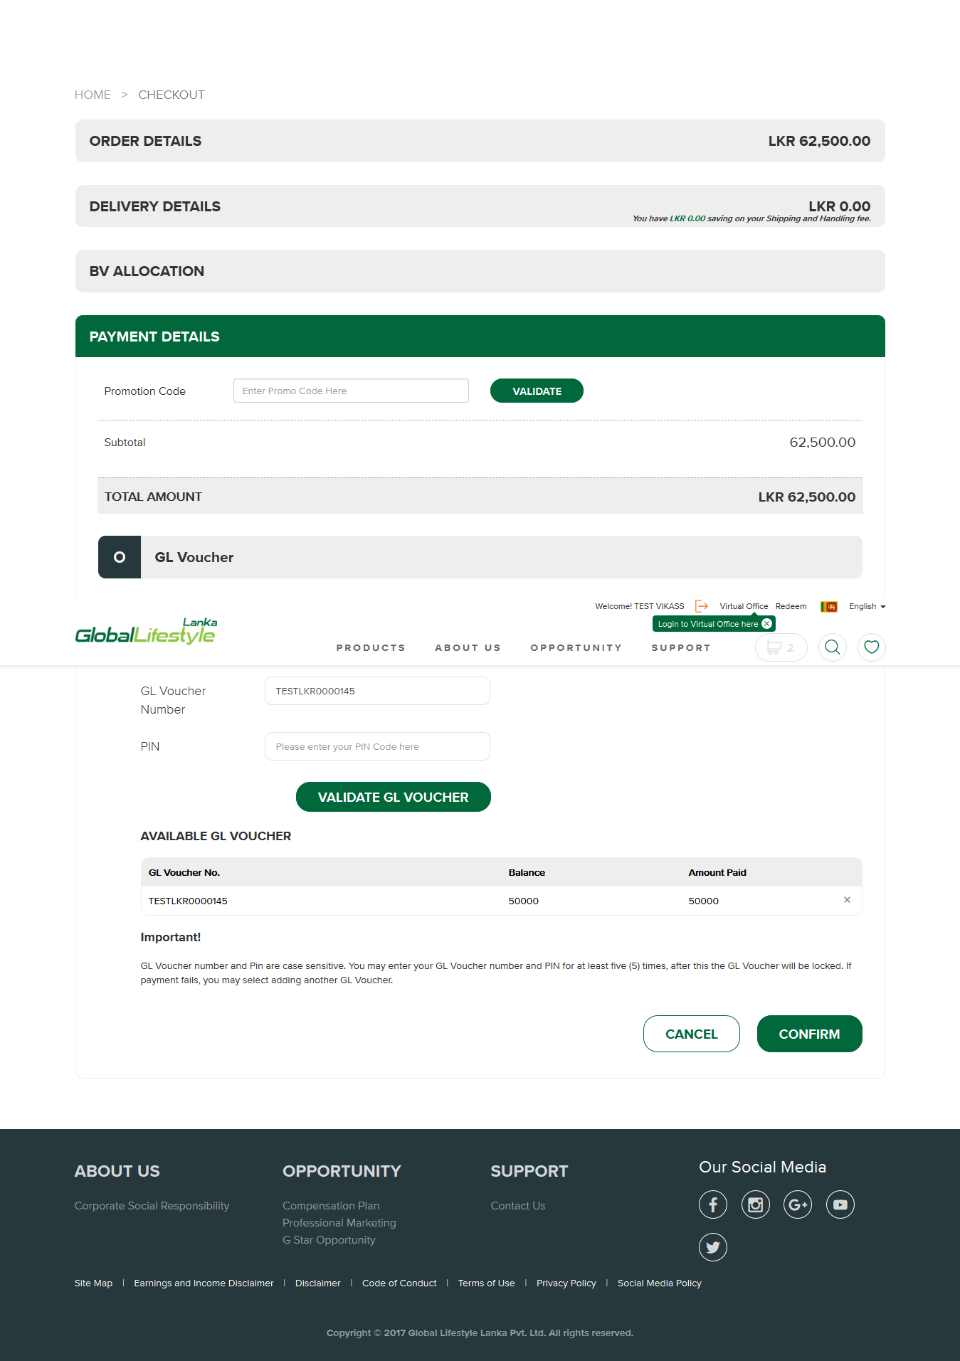 HOME > CHECKOUT
ORDER DETAILS LKR 62,500.00
DELIVERY DETAILS LKR 0.00
You have LKR 0.00 saving on your Shipping and Handling fee.
BV ALLOCATION
PAYMENT DETAILS
Promotion Code Enter Promo Code Here VALIDATE
Subtotal 62,500.00
TOTAL AMOUNT LKR 62,500.00
GL Voucher
Welcome! TEST VIKASS Virtual Office Redeem English
Login to Virtual Office here
Lanka
GlobalLifestyle
PRODUCTS ABOUT US OPPORTUNITY SUPPORT 2
GL Voucher
Number
TESTLKR0000145
PIN Please enter your PIN Code here
VALIDATE GL VOUCHER
AVAILABLE GL VOUCHER
GL Voucher No. Balance Amount Paid
TESTLKR0000145 50000 50000 ×
Important!
GL Voucher number and Pin are case sensitive. You may enter your GL Voucher number and PIN for at least five (5) times, after this the GL Voucher will be locked. If
payment fails, you may select adding another GL Voucher.
CANCEL CONFIRM
ABOUT US OPPORTUNITY SUPPORT Our Social Media
Corporate Social Responsibility Compensation Plan Contact Us
Professional Marketing
G Star Opportunity
Site Map | Earnings and Income Disclaimer | Disclaimer | Code of Conduct | Terms of Use | Privacy Policy | Social Media Policy
Copyright © 2017 Global Lifestyle Lanka Pvt. Ltd. All rights reserved.